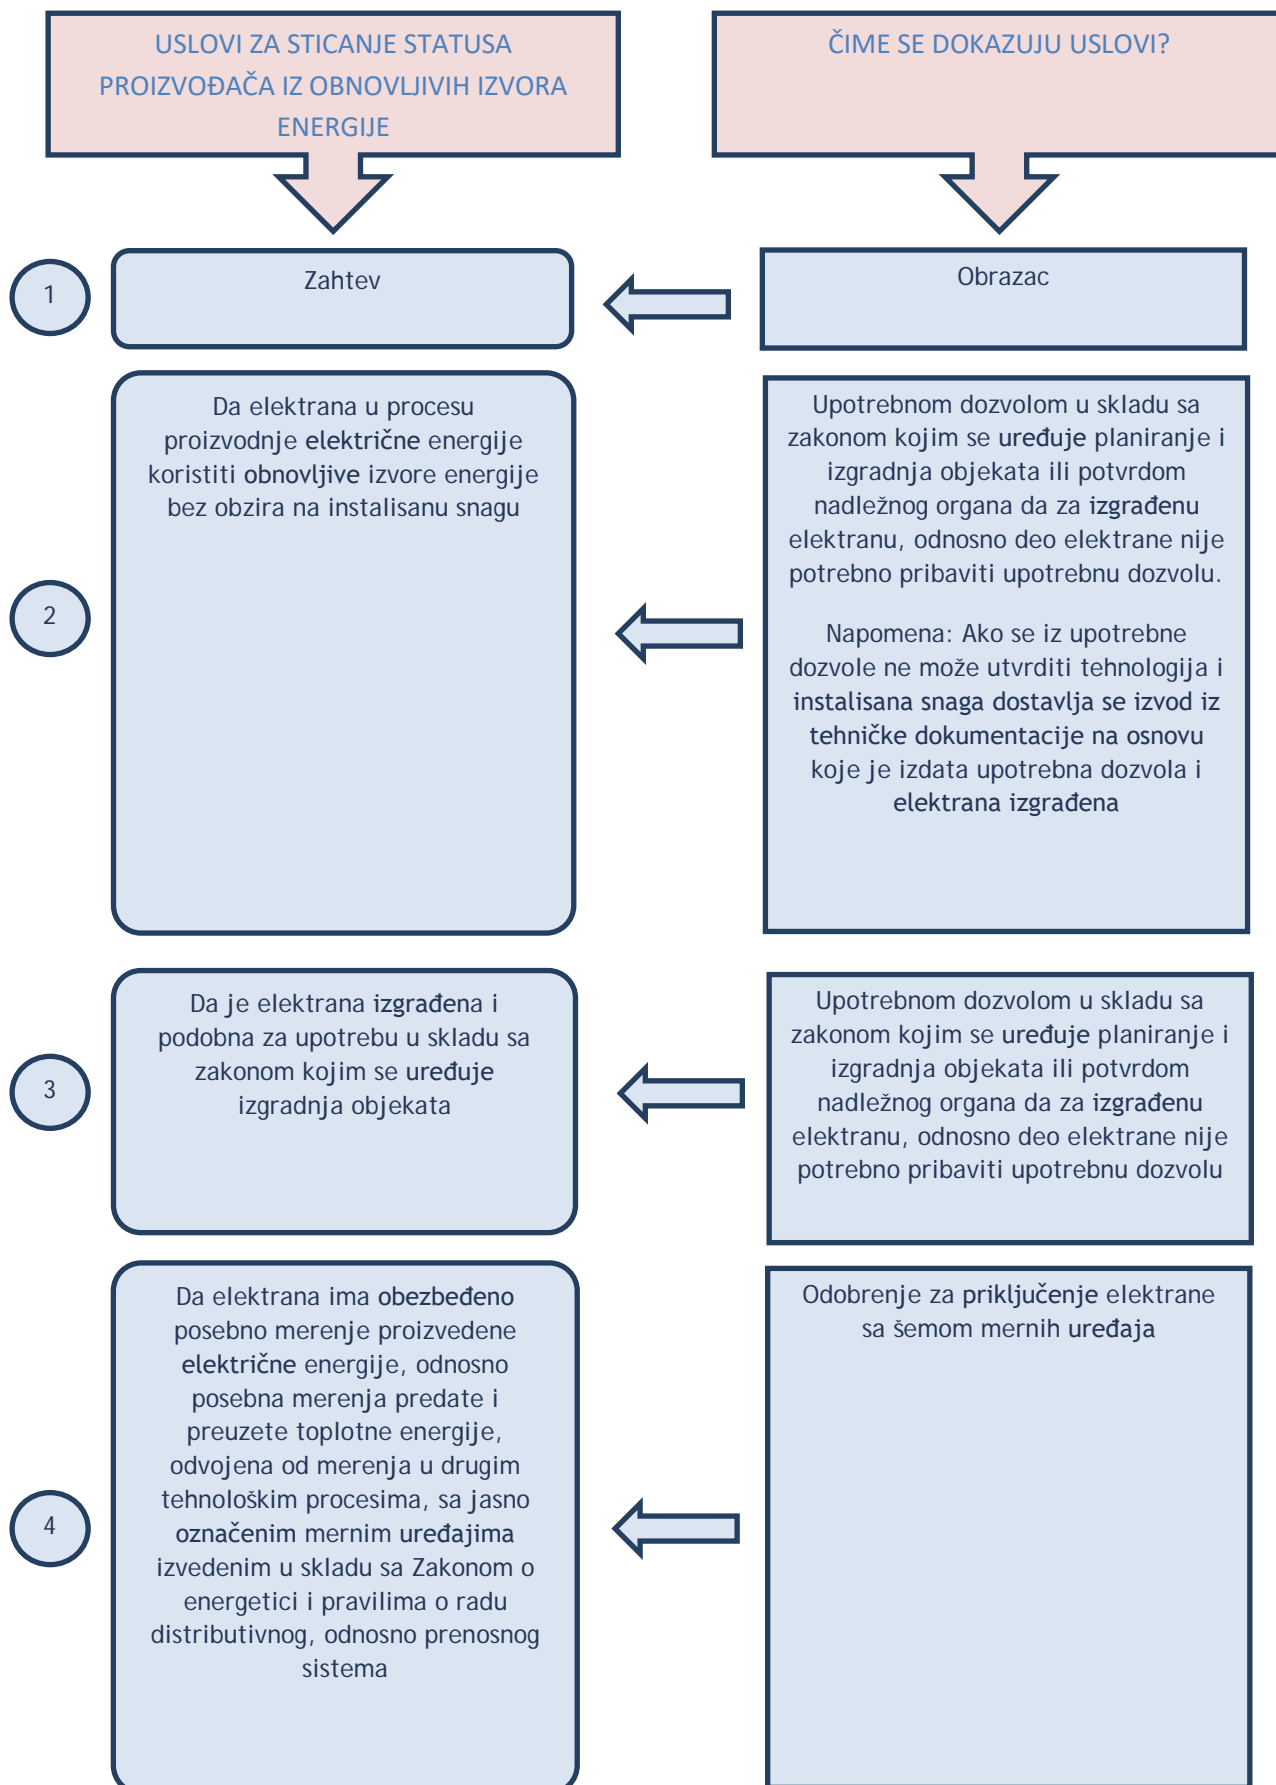 USLOVI ZA STICANJE STATUSA
PROIZVOĐAČA IZ OBNOVLJIVIH IZVORA
ENERGIJE
ČIME SE DOKAZUJU USLOVI?
1
Zahtev
Obrazac
2
Da elektrana u procesu
proizvodnje električne energije
koristiti obnovljive izvore energije
bez obzira na instalisanu snagu
Upotrebnom dozvolom u skladu sa
zakonom kojim se uređuje planiranje i
izgradnja objekata ili potvrdom
nadležnog organa da za izgrađenu
elektranu, odnosno deo elektrane nije
potrebno pribaviti upotrebnu dozvolu.
Napomena: Ako se iz upotrebne
dozvole ne može utvrditi tehnologija i
instalisana snaga dostavlja se izvod iz
tehničke dokumentacije na osnovu
koje je izdata upotrebna dozvola i
elektrana izgrađena
3
Da je elektrana izgrađena i
podobna za upotrebu u skladu sa
zakonom kojim se uređuje
izgradnja objekata
Upotrebnom dozvolom u skladu sa
zakonom kojim se uređuje planiranje i
izgradnja objekata ili potvrdom
nadležnog organa da za izgrađenu
elektranu, odnosno deo elektrane nije
potrebno pribaviti upotrebnu dozvolu
4
Da elektrana ima obezbeđeno
posebno merenje proizvedene
električne energije, odnosno
posebna merenja predate i
preuzete toplotne energije,
odvojena od merenja u drugim
tehnološkim procesima, sa jasno
označenim mernim uređajima
izvedenim u skladu sa Zakonom o
energetici i pravilima o radu
distributivnog, odnosno prenosnog
sistema
Odobrenje za priključenje elektrane
sa šemom mernih uređaja